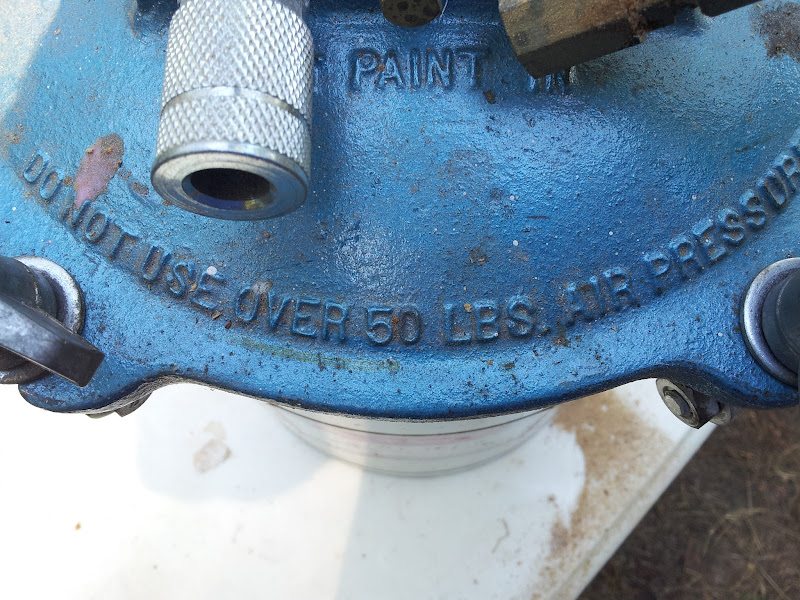 PAINT
DO NOT USE OVER 50 LBS. AIR PRESSURE